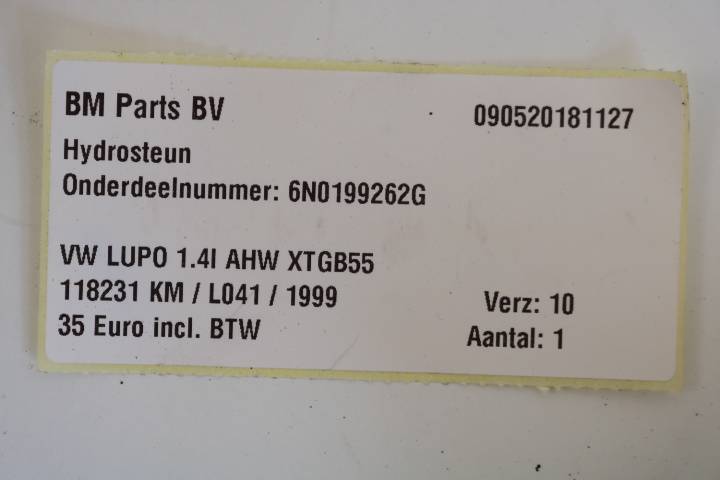 BM Parts BV
090520181127
Hydrosteun
Onderdeelnummer: 6N0199262G
VW LUPO 1.4I AHW XTGB55
118231 KM / L041 / 1999
Verz: 10
35 Euro incl. BTW
Aantal: 1